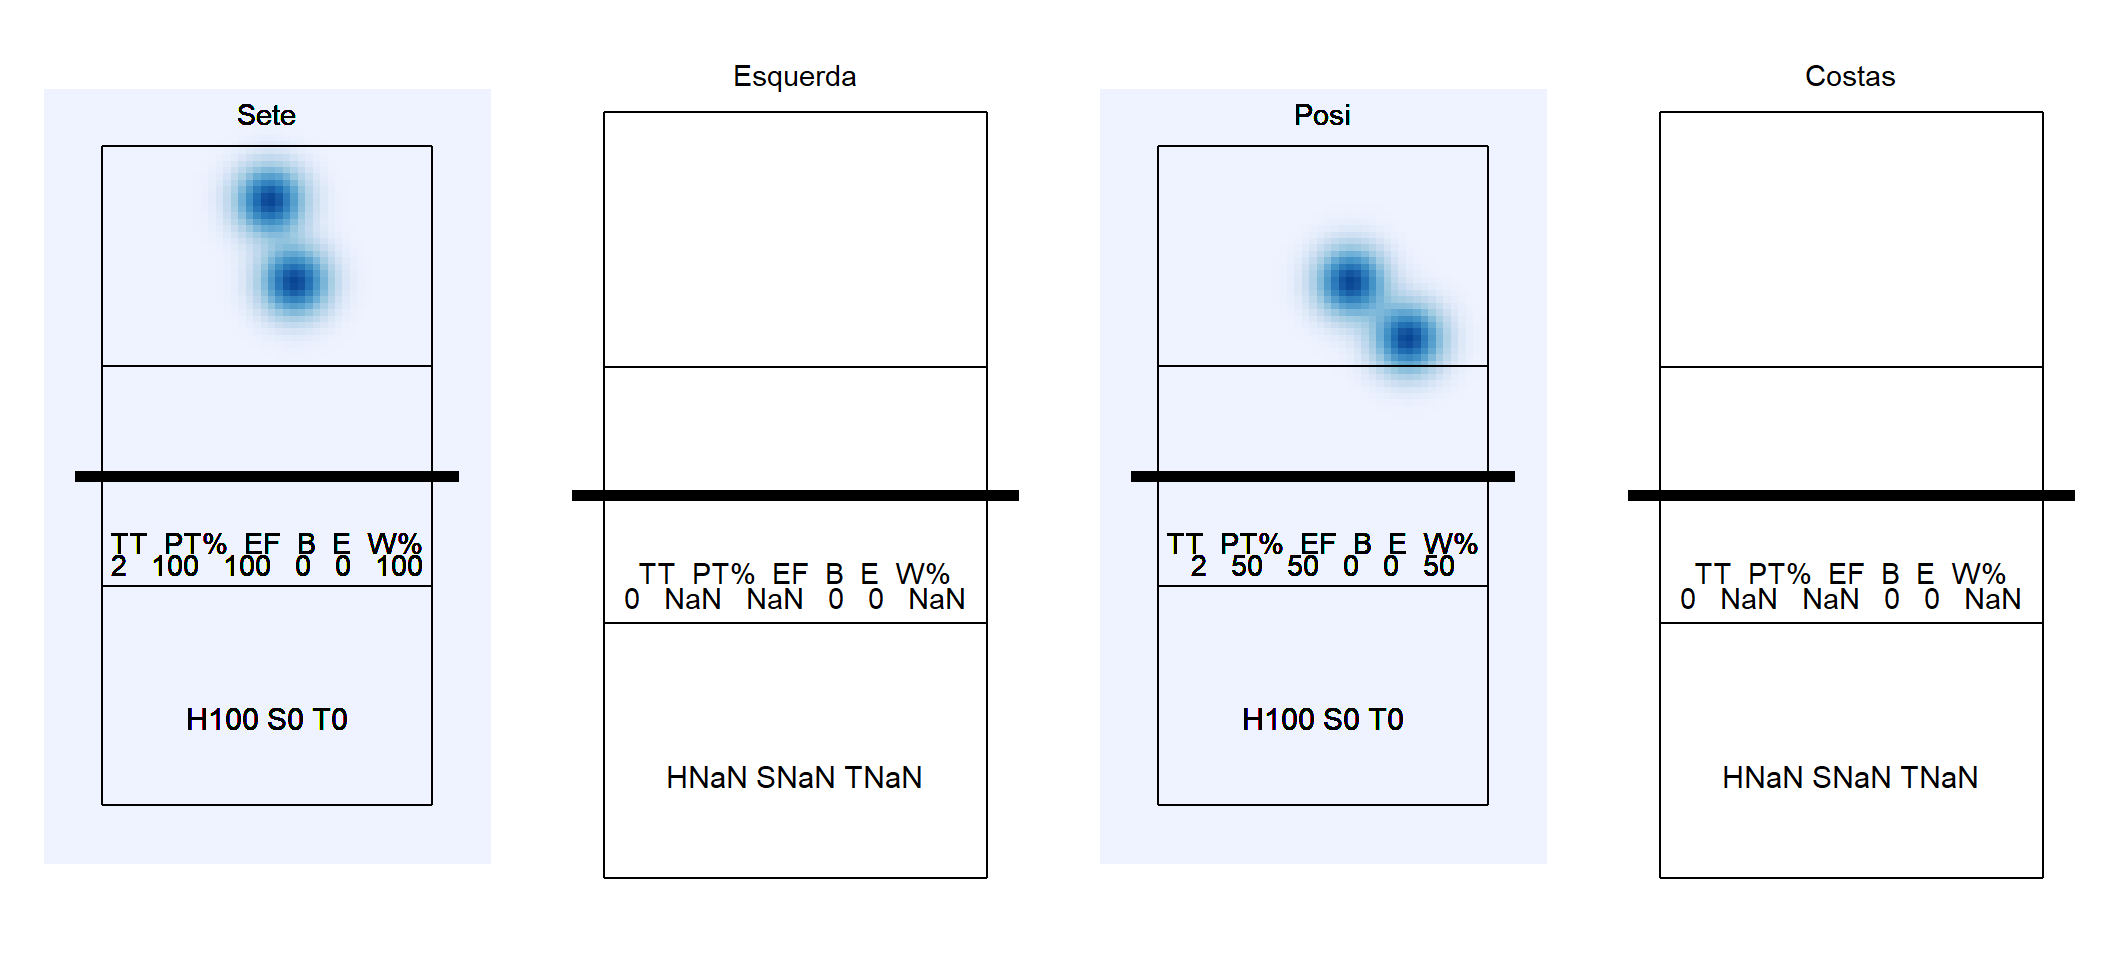 Sete
TT PT% EF B E W%
2 100 100 0 0 100
H100 S0 T0
Esquerda
TT PT% EF B E W%
0 NaN NaN 0 0 NaN
HNaN SNaN TNaN
Posi
TT PT% EF B E W%
2 50 50 0 0 50
H100 S0 T0
Costas
TT PT% EF B E W%
0 NaN NaN 0 0 NaN
HNaN SNaN TNaN